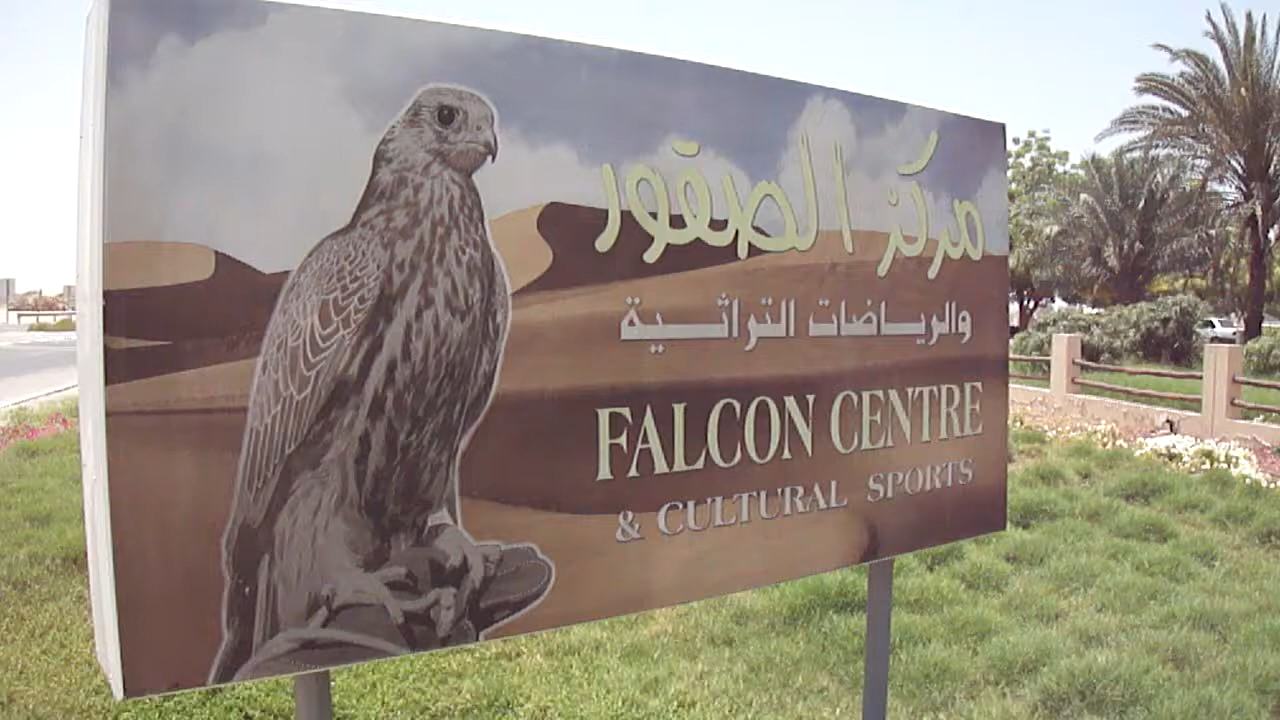 مركز الصقور
والرياضات التراثية
FALCON CENTRE
& CULTURAL SPORTS